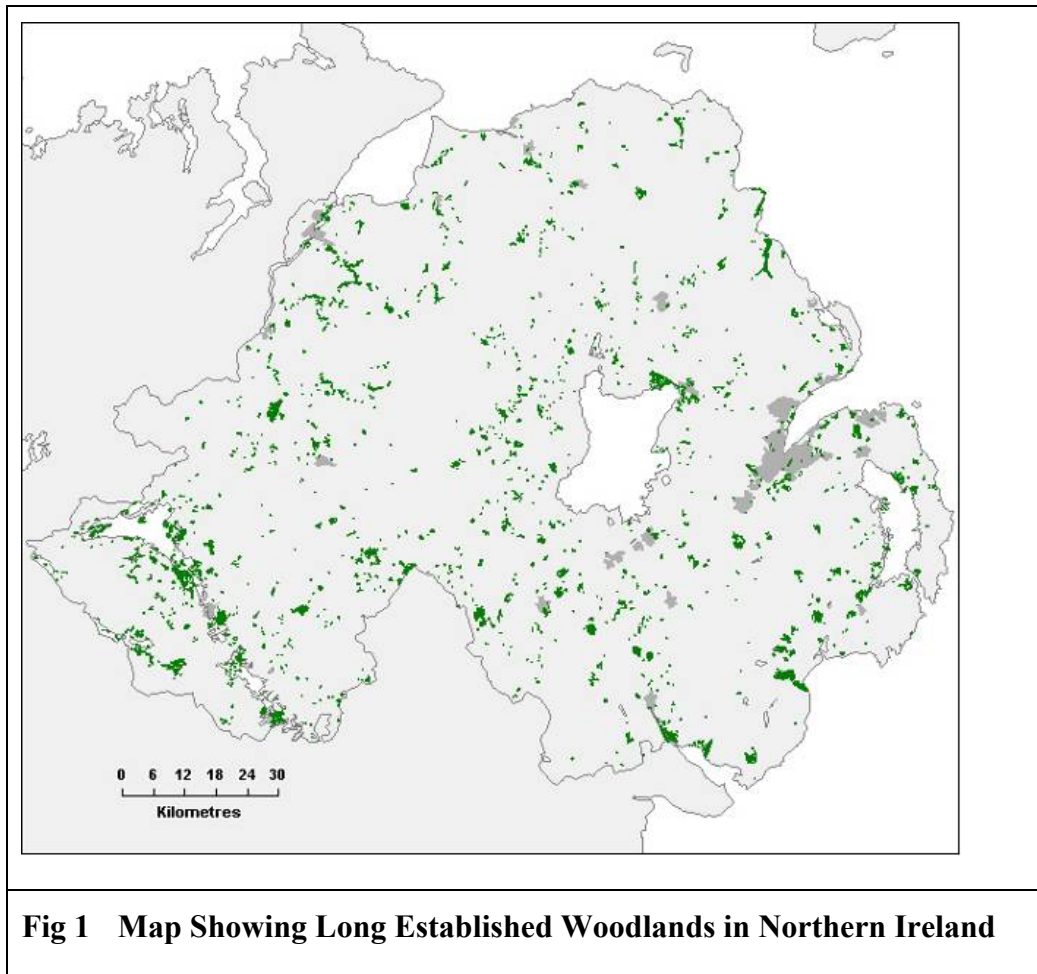 0 6 12 18 24 30
Kilometres
Fig 1 Map Showing Long Established Woodlands in Northern Ireland